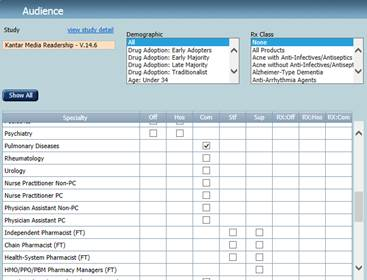 Audience
Study
view study detail
Kantar Media Readership - V.14.6
Demographic
All
Drug Adoption: Early Adopters
Drug Adoption: Early Majority
Drug Adoption: Late Majority
Drug Adoption: Traditionalist
Age: Under 34
Rx Class
None
All Products
Acne with Anti-Infectives/Antiseptics
Acne without Anti-Infectives/Antisept
Alzheimer-Type Dementia
Anti-Arrhythmia Agents
Show All
Specialty Off Hos Com Stf Sup RX:Off RX:Hos RX:Com
Psychiatry
Pulmonary Diseases
Rheumatology
Urology
Nurse Practitioner Non-PC
Nurse Practitioner PC
Physician Assistant Non-PC
Physician Assistant PC
Independent Pharmacist (FT)
Chain Pharmacist (FT)
Health-System Pharmacist (FT)
HMO/PPO/PBM Pharmacy Managers (FT)